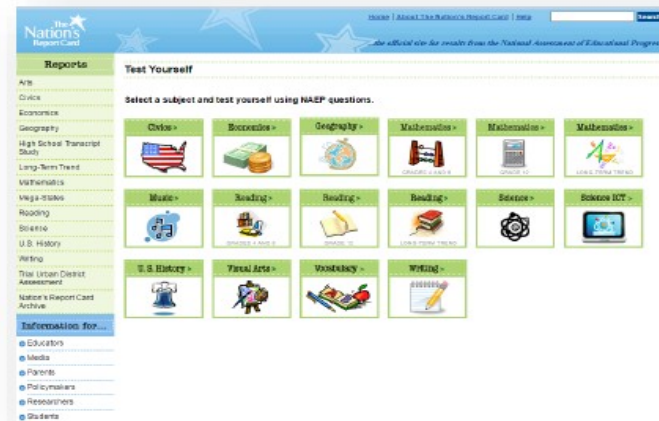 The
Nation's
Report Card
Home | About The Nation's Report Card | Help
Search
...the official site for results from the National Assessment of Educational Progress
Reports
Arts
Civics
Economics
Geography
High School Transcript
Study
Long-Term Trend
Mathematics
Mega-States
Reading
Science
U.S. History
Writing
Trial Urban District
Assessment
Nation's Report Card
Archive
Information for...
Educators
Media
Parents
Policymakers
Researchers
Students
Test Yourself
Select a subject and test yourself using NAEP questions.
Civics »
Economics »
Geography »
Mathematics »
GRADES 4 AND 8
Mathematics »
GRADE 12
Mathematics »
LONG-TERM TREND
Music »
Reading »
GRADES 4 AND 8
Reading »
GRADE 12
Reading »
LONG-TERM TREND
Science »
Science ICT »
U. S. History »
Visual Arts »
Vocabulary »
Writing »